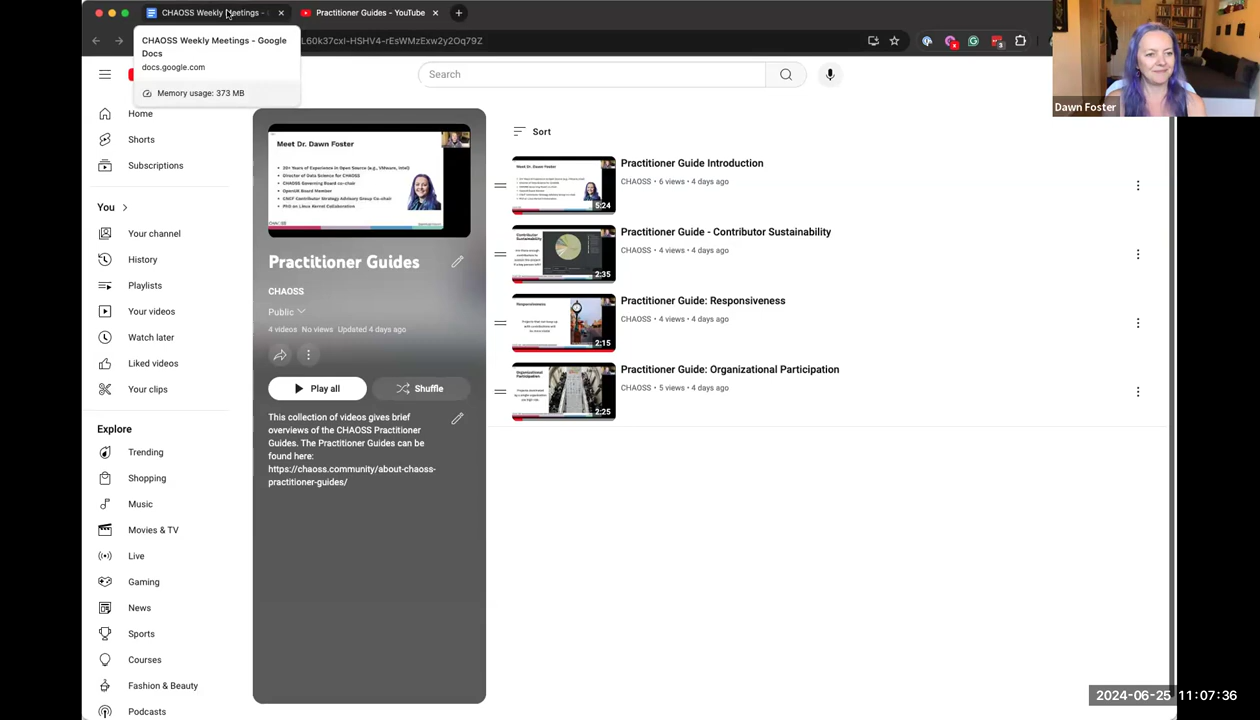 CHAOSS Weekly Meetings -
Practitioner Guides - YouTube
L60k37cxI-HSHV4-rEsWMzExw2y2Oq79Z
CHAOSS Weekly Meetings - Google
Docs
docs.google.com
Memory usage: 373 MB
Search
Dawn Foster
Home
Shorts
Subscriptions
You
Your channel
History
Playlists
Your videos
Watch later
Liked videos
Your clips
Explore
Trending
Shopping
Music
Movies & TV
Live
Gaming
News
Sports
Courses
Fashion & Beauty
Podcasts
Meet Dr. Dawn Foster
Practitioner Guides
CHAOSS
Public
4 videos No views Updated 4 days ago
Play all
Shuffle
This collection of videos gives brief
overviews of the CHAOSS Practitioner
Guides. The Practitioner Guides can be
found here:
https://chaoss.community/about-chaoss-
practitioner-guides/
Sort
5:24
Practitioner Guide Introduction
CHAOSS • 6 views • 4 days ago
2:35
Practitioner Guide - Contributor Sustainability
CHAOSS • 4 views • 4 days ago
2:15
Practitioner Guide: Responsiveness
CHAOSS • 4 views • 4 days ago
2:25
Practitioner Guide: Organizational Participation
CHAOSS • 5 views • 4 days ago
2024-06-25 11:07:36